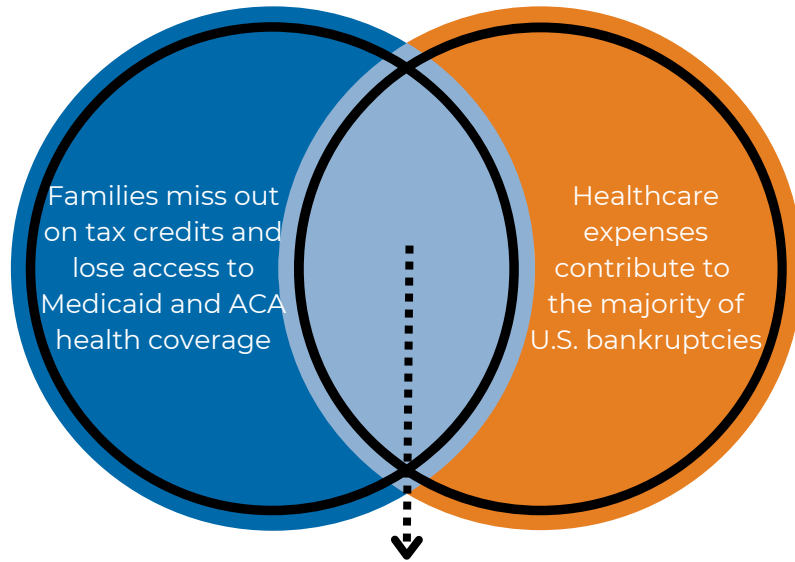 Families miss out
on tax credits and
lose access to
Medicaid and ACA
health coverage
Healthcare
expenses
contribute to
the majority of
U.S. bankruptcies